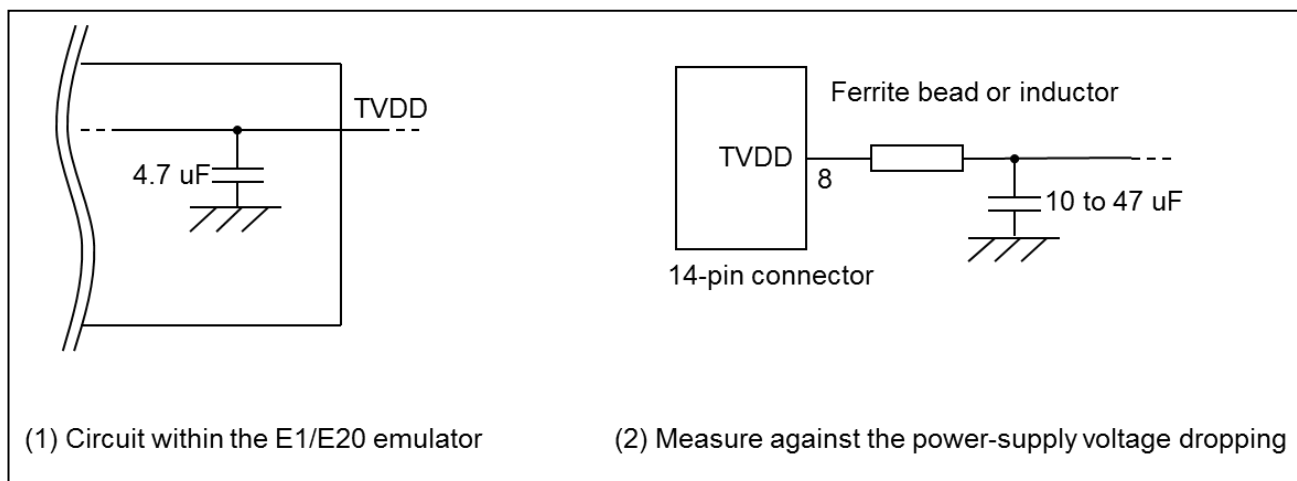 TVDD
4.7 uF
(1) Circuit within the E1/E20 emulator
Ferrite bead or inductor
TVDD
8
10 to 47 uF
14-pin connector
(2) Measure against the power-supply voltage dropping